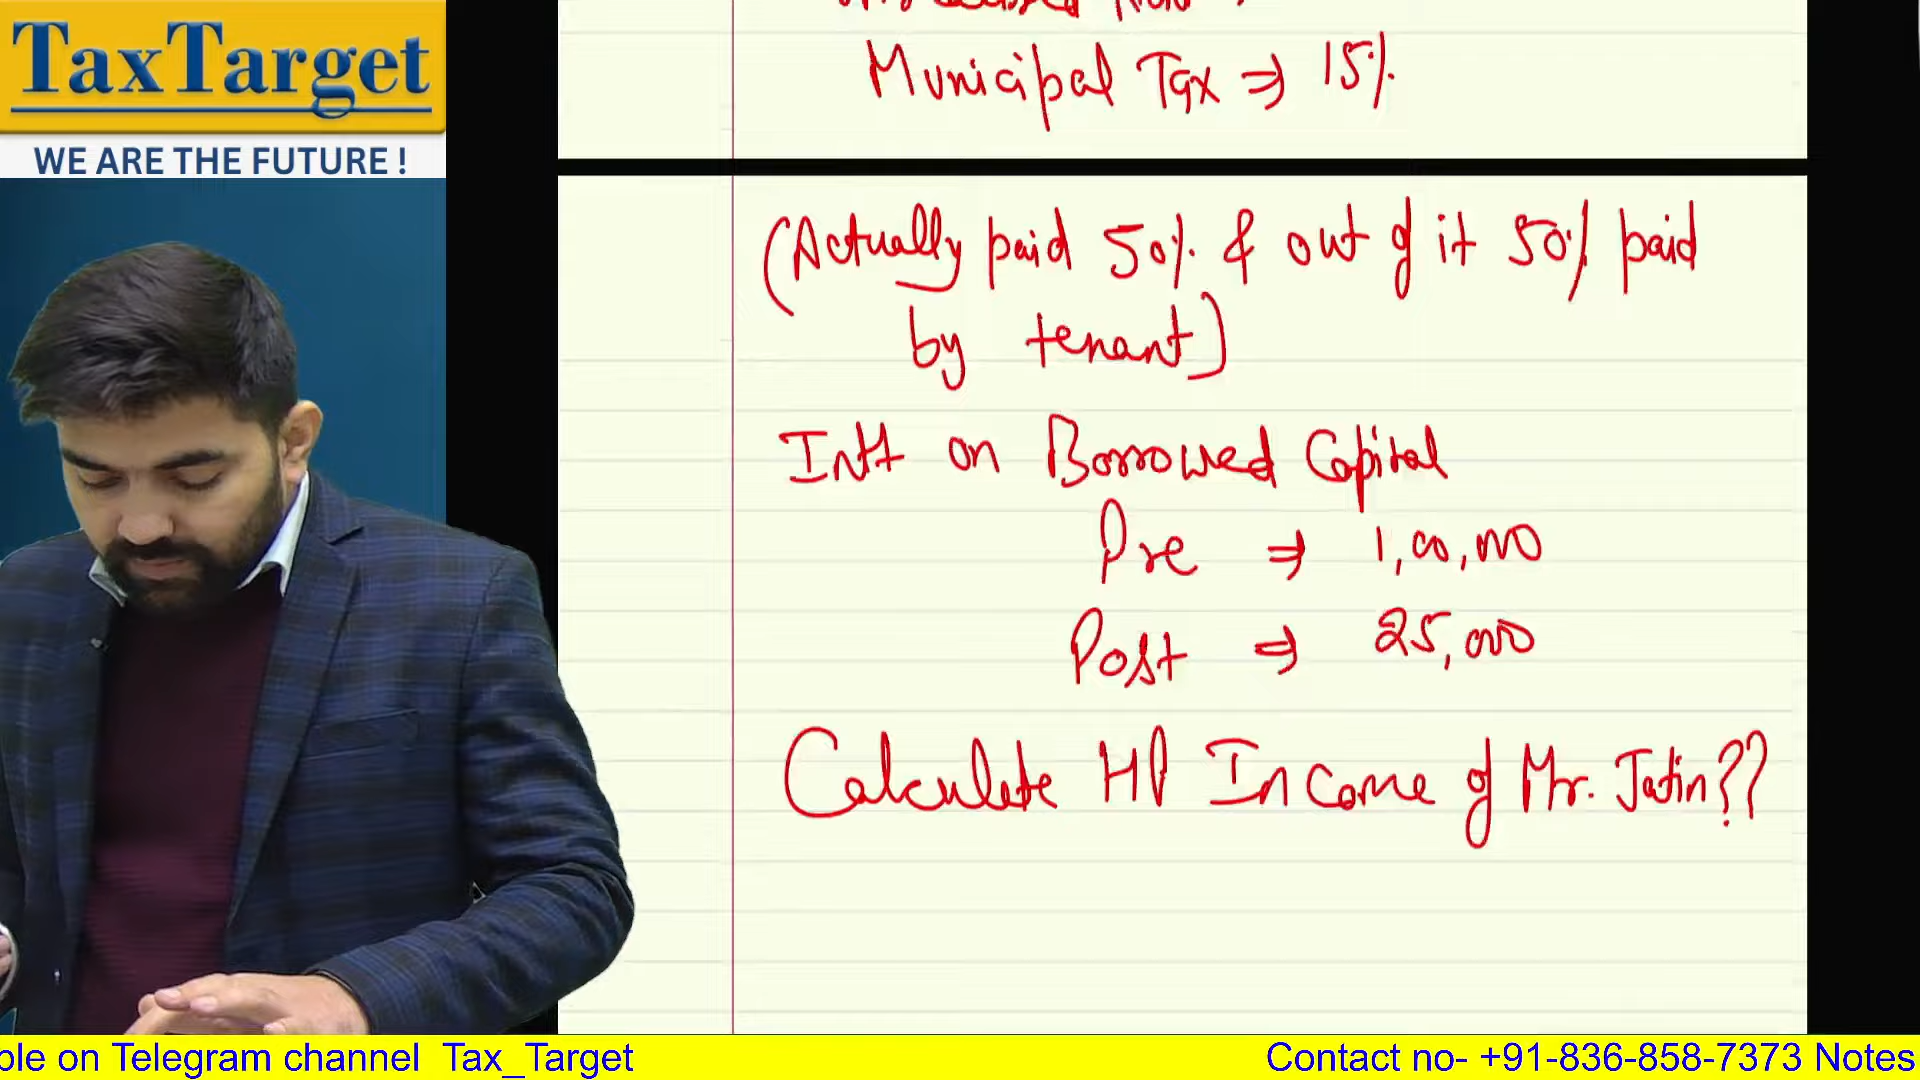 TaxTarget
WE ARE THE FUTURE !
Municipal Tax ⇒ 15%
(Actually paid 50% & out of it 50% paid
by tenant)
Intt on Borrowed Capital
Pre ⇒ 1,00,000
Post ⇒ 25,000
Calculate HP Income of Mr. Jatin??
ble on Telegram channel Tax_Target
Contact no- +91-836-858-7373 Notes